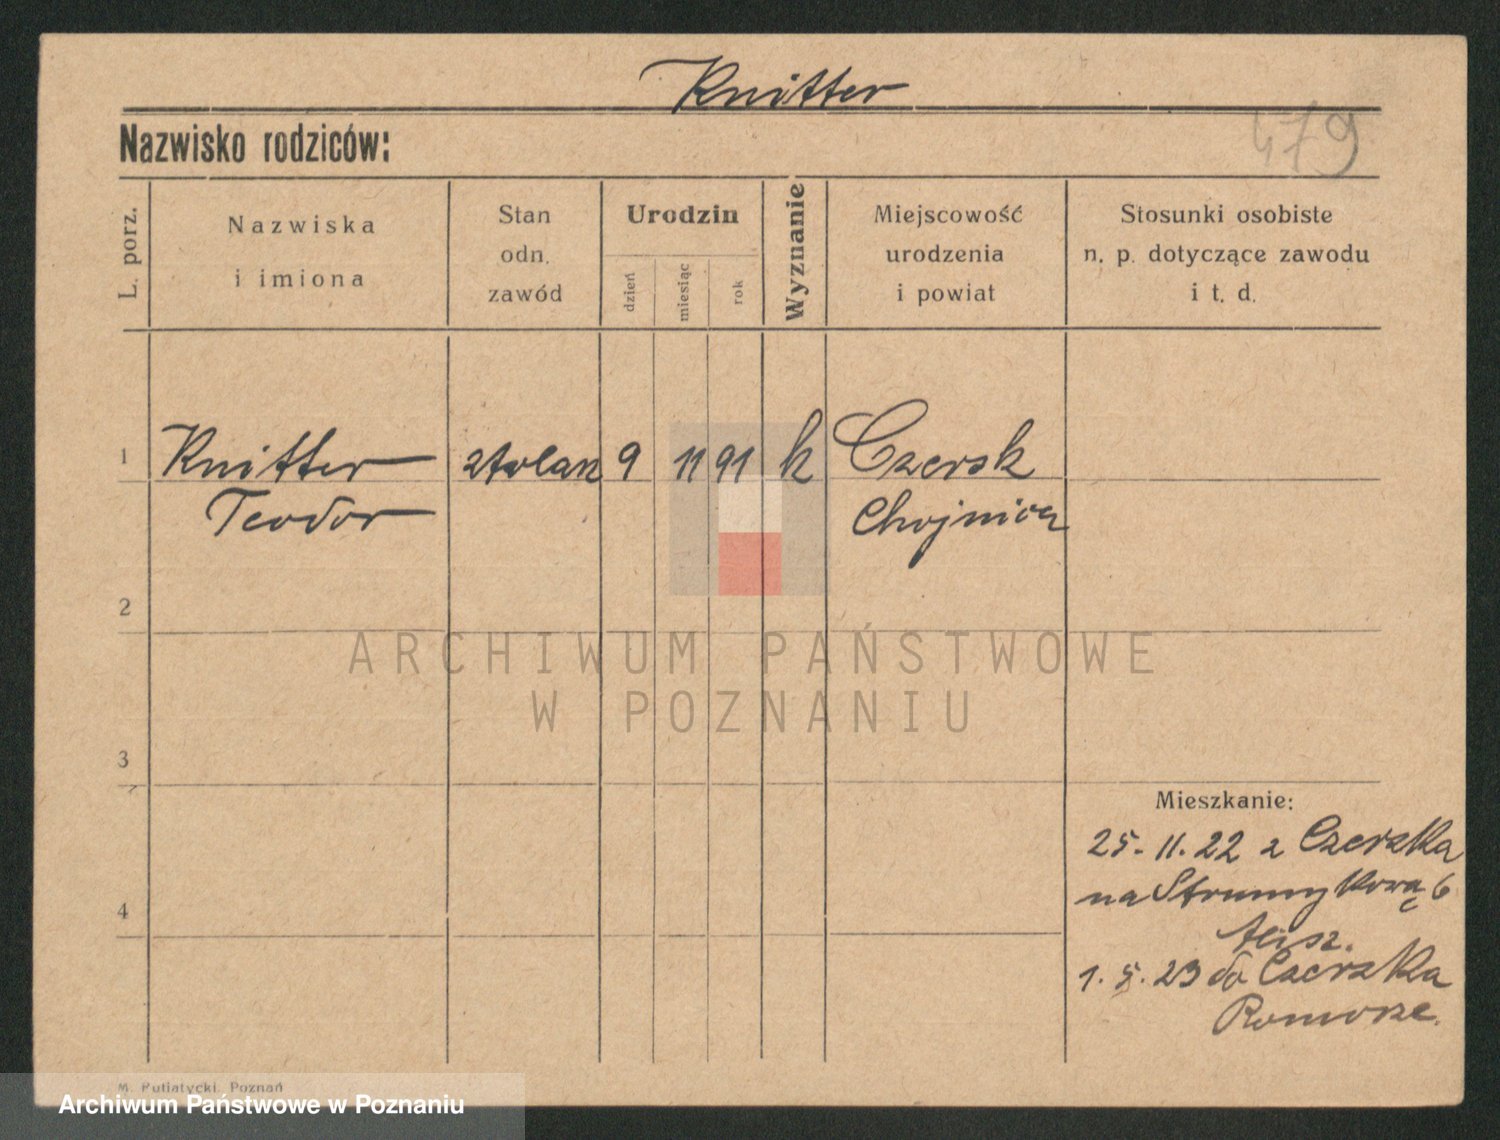 Knitter
479
Nazwisko rodziców:
L. porz.
Nazwiska
i imiona
Stan
odn.
zawód
Urodzin
dzień
miesiąc
rok
Wyznanie
Miejscowość
urodzenia
i powiat
Stosunki osobiste
n. p. dotyczące zawodu
i t. d.
1 Knitter stolarz 9 11 91 k Czersk
Teodor Chojnice
2
ARCHIWUM PAŃSTWOWE
W POZNANIU
3
Mieszkanie:
25.11.22 z Czerska
na Strumykową 6
4
1.5.23 do Czerska
Pomorze.
M. Putiatycki, Poznań
Archiwum Państwowe w Poznaniu